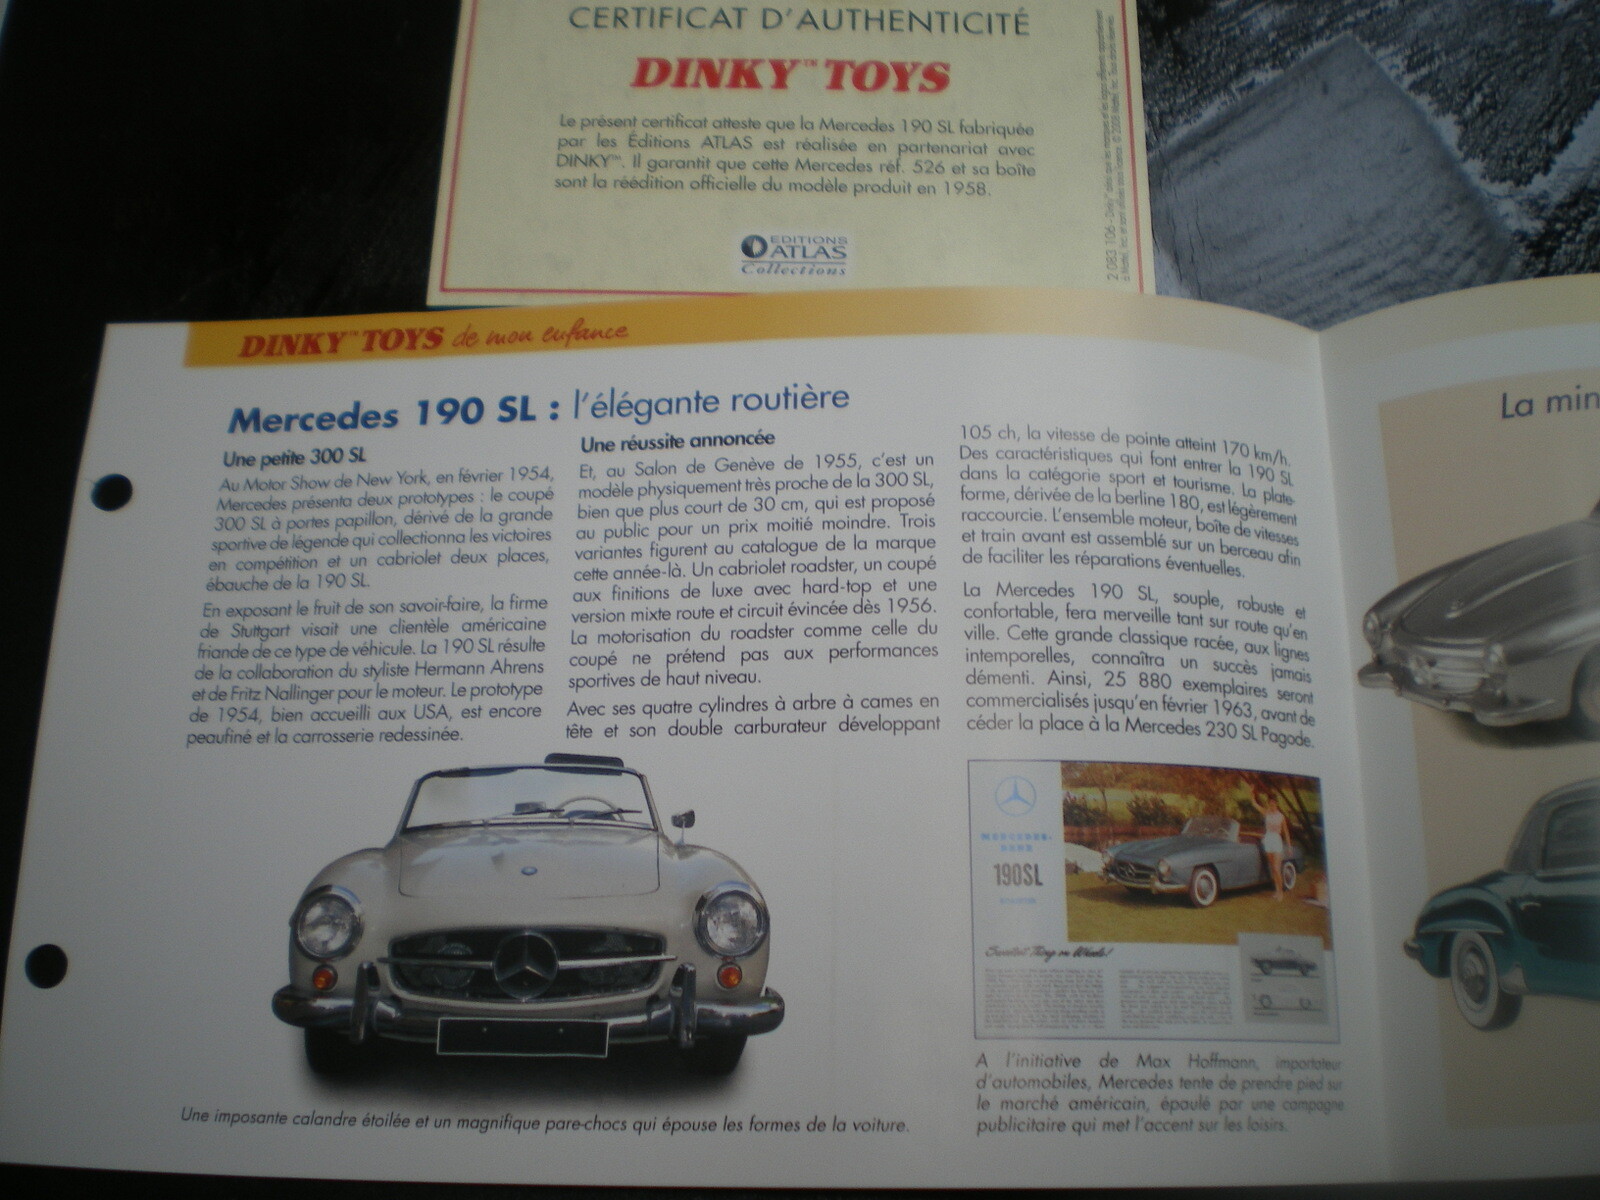 CERTIFICAT D'AUTHENTICITÉ
DINKY™ TOYS
Le présent certificat atteste que la Mercedes 190 SL fabriquée
par les Éditions ATLAS est réalisée en partenariat avec
DINKY™. Il garantit que cette Mercedes réf. 526 et sa boîte
sont la réédition officielle du modèle produit en 1958.
EDITIONS
ATLAS
Collections
DINKY™ TOYS de mon enfance
Mercedes 190 SL : l'élégante routière
Une petite 300 SL
Au Motor Show de New York, en février 1954,
Mercedes présenta deux prototypes : le coupé
300 SL à portes papillon, dérivé de la grande
sportive de légende qui collectionna les victoires
en compétition et un cabriolet deux places,
ébauche de la 190 SL.
En exposant le fruit de son savoir-faire, la firme
de Stuttgart visait une clientèle américaine
friande de ce type de véhicule. La 190 SL résulte
de la collaboration du styliste Hermann Ahrens
et de Fritz Nallinger pour le moteur. Le prototype
de 1954, bien accueilli aux USA, est encore
peaufiné et la carrosserie redessinée.
Une réussite annoncée
Et, au Salon de Genève de 1955, c'est un
modèle physiquement très proche de la 300 SL,
bien que plus court de 30 cm, qui est proposé
au public pour un prix moitié moindre. Trois
variantes figurent au catalogue de la marque
cette année-là. Un cabriolet roadster, un coupé
aux finitions de luxe avec hard-top et une
version mixte route et circuit évincée dès 1956.
La motorisation du roadster comme celle du
coupé ne prétend pas aux performances
sportives de haut niveau.
Avec ses quatre cylindres à arbre à cames en
tête et son double carburateur développant
105 ch, la vitesse de pointe atteint 170 km/h.
Des caractéristiques qui font entrer la 190 SL
dans la catégorie sport et tourisme. La plate-
forme, dérivée de la berline 180, est légèrement
raccourcie. L'ensemble moteur, boîte de vitesses
et train avant est assemblé sur un berceau afin
de faciliter les réparations éventuelles.
La Mercedes 190 SL, souple, robuste et
confortable, fera merveille tant sur route qu'en
ville. Cette grande classique racée, aux lignes
intemporelles, connaîtra un succès jamais
démenti. Ainsi, 25 880 exemplaires seront
commercialisés jusqu'en février 1963, avant de
céder la place à la Mercedes 230 SL Pagode.
190SL
Une imposante calandre étoilée et un magnifique pare-chocs qui épouse les formes de la voiture.
A l'initiative de Max Hoffmann, importateur
d'automobiles, Mercedes tente de prendre pied sur
le marché américain, épaulé par une campagne
publicitaire qui met l'accent sur les loisirs.
La min